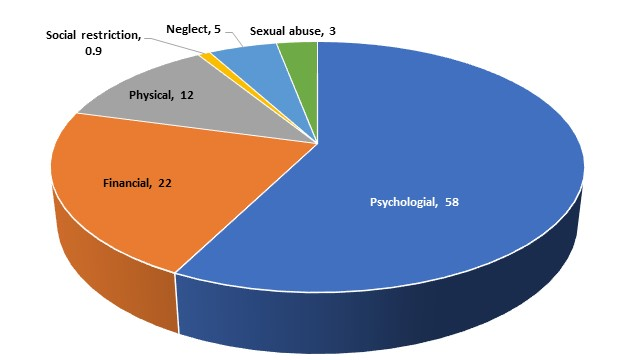 Neglect, 5
Sexual abuse, 3
Social restriction,
0.9
Physical, 12
Financial, 22
Psychologial, 58